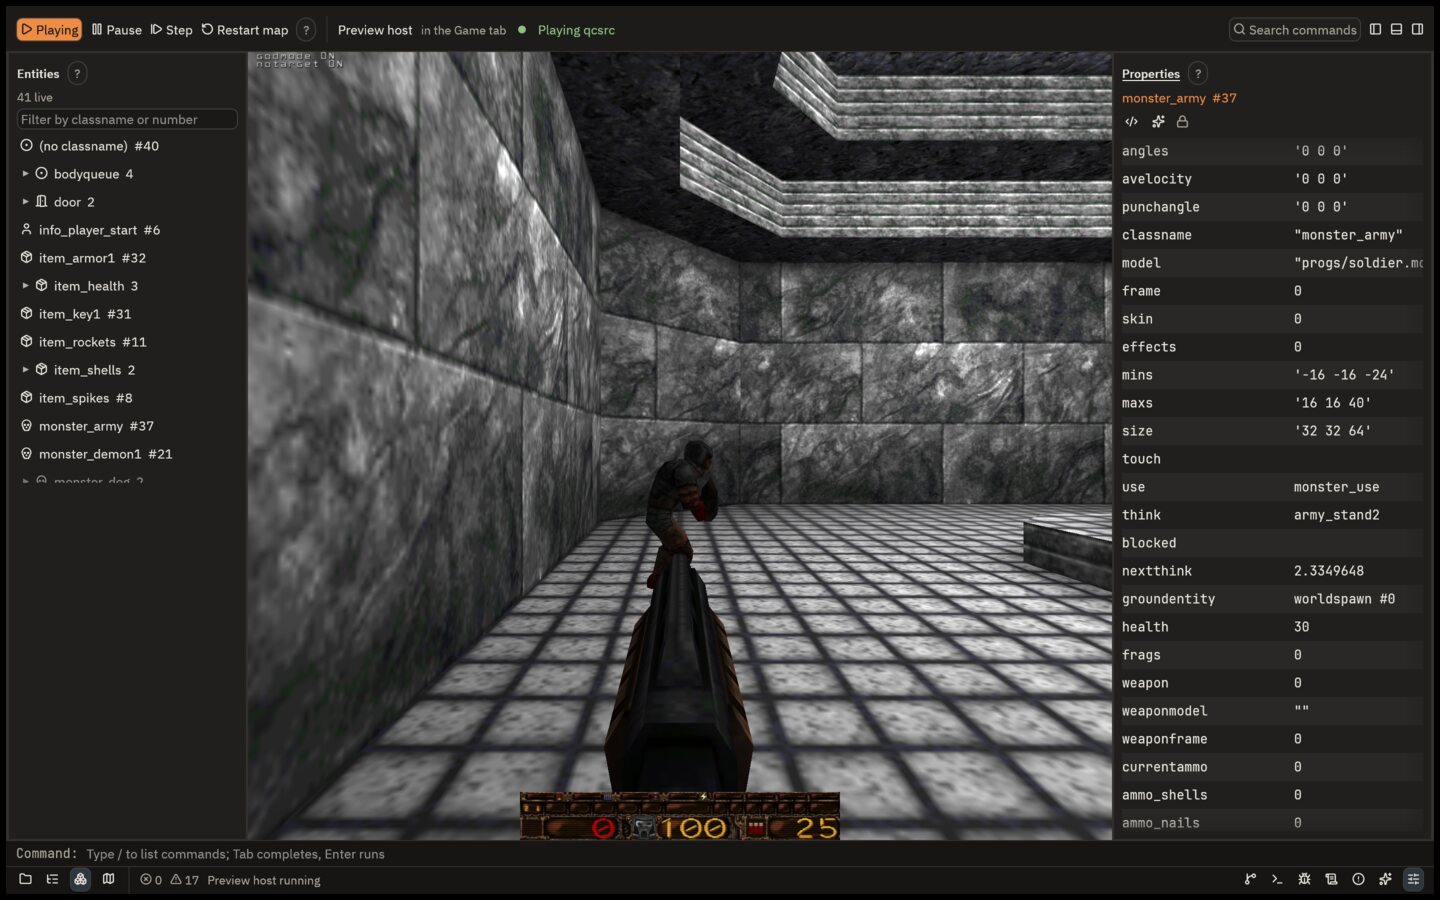 Playing Pause Step Restart map ? Preview host in the Game tab Playing qcsrc Search commands
godmode ON
notarget ON
Entities ?
41 live
Filter by classname or number
(no classname) #40
bodyqueue 4
door 2
info_player_start #6
item_armor1 #32
item_health 3
item_key1 #31
item_rockets #11
item_shells 2
item_spikes #8
monster_army #37
monster_demon1 #21
monster_dog 2
0 100 25
Properties ?
monster_army #37
angles '0 0 0'
avelocity '0 0 0'
punchangle '0 0 0'
classname "monster_army"
model "progs/soldier.md
frame 0
skin 0
effects 0
mins '-16 -16 -24'
maxs '16 16 40'
size '32 32 64'
touch
use monster_use
think army_stand2
blocked
nextthink 2.3349648
groundentity worldspawn #0
health 30
frags 0
weapon 0
weaponmodel ""
weaponframe 0
currentammo 0
ammo_shells 0
ammo_nails 0
Command: Type / to list commands; Tab completes, Enter runs
0 17 Preview host running